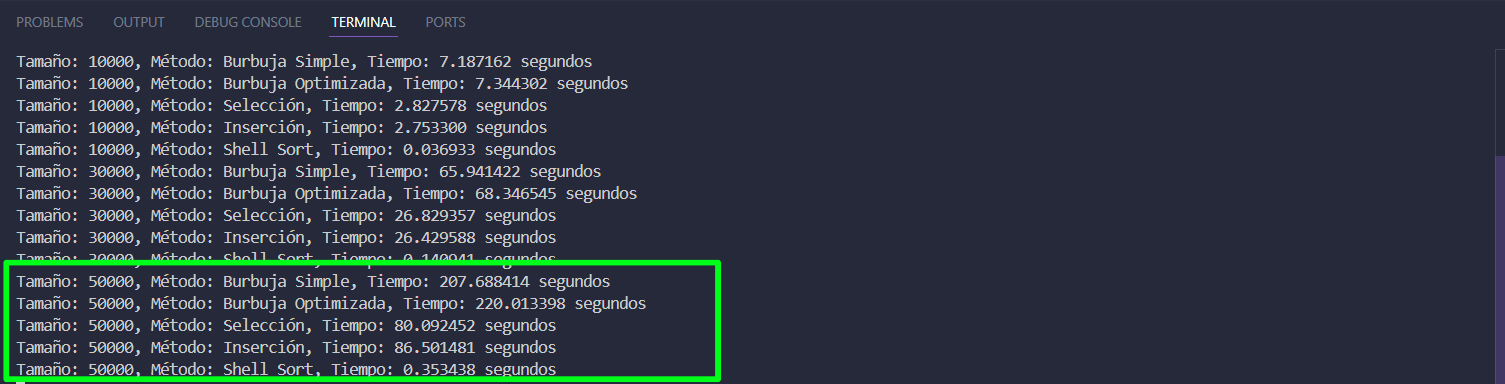 PROBLEMS OUTPUT DEBUG CONSOLE TERMINAL PORTS
Tamaño: 10000, Método: Burbuja Simple, Tiempo: 7.187162 segundos
Tamaño: 10000, Método: Burbuja Optimizada, Tiempo: 7.344302 segundos
Tamaño: 10000, Método: Selección, Tiempo: 2.827578 segundos
Tamaño: 10000, Método: Inserción, Tiempo: 2.753300 segundos
Tamaño: 10000, Método: Shell Sort, Tiempo: 0.036933 segundos
Tamaño: 30000, Método: Burbuja Simple, Tiempo: 65.941422 segundos
Tamaño: 30000, Método: Burbuja Optimizada, Tiempo: 68.346545 segundos
Tamaño: 30000, Método: Selección, Tiempo: 26.829357 segundos
Tamaño: 30000, Método: Inserción, Tiempo: 26.429588 segundos
Tamaño: 30000, Método: Shell Sort, Tiempo: 0.140941 segundos
Tamaño: 50000, Método: Burbuja Simple, Tiempo: 207.688414 segundos
Tamaño: 50000, Método: Burbuja Optimizada, Tiempo: 220.013398 segundos
Tamaño: 50000, Método: Selección, Tiempo: 80.092452 segundos
Tamaño: 50000, Método: Inserción, Tiempo: 86.501481 segundos
Tamaño: 50000, Método: Shell Sort, Tiempo: 0.353438 segundos